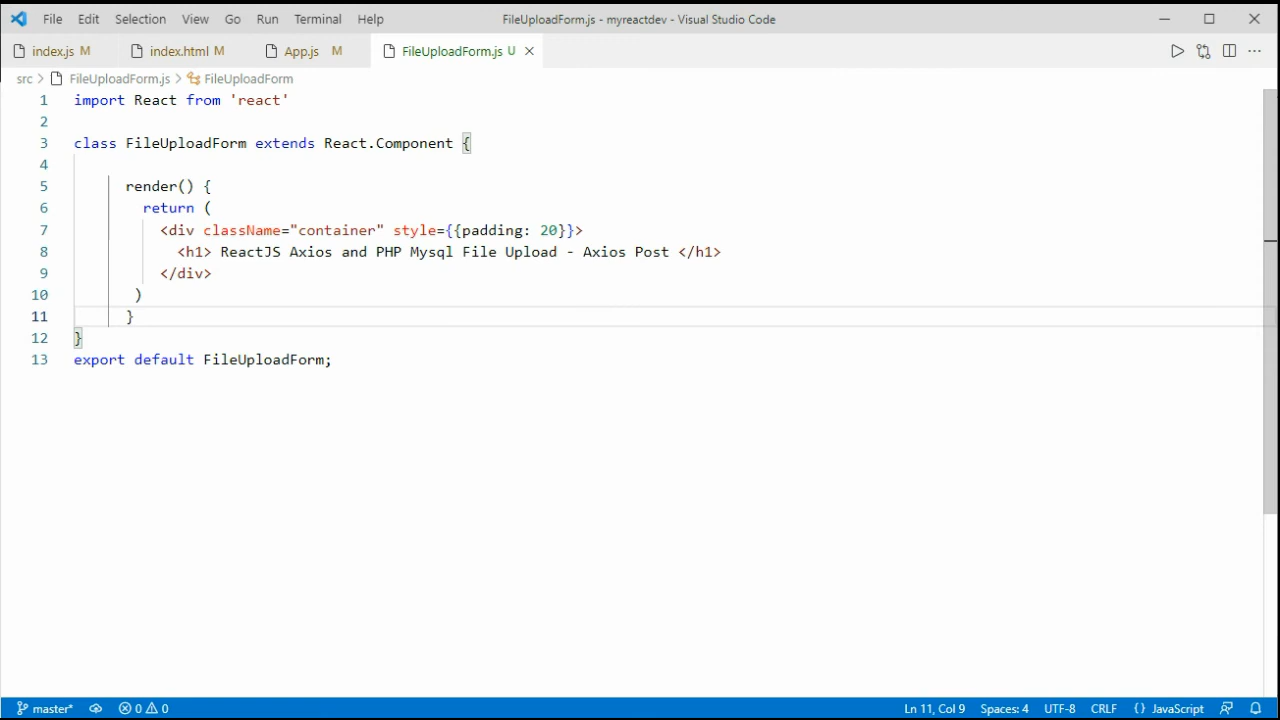 File Edit Selection View Go Run Terminal Help FileUploadForm.js - myreactdev - Visual Studio Code
index.js M index.html M App.js M FileUploadForm.js U
src > FileUploadForm.js > FileUploadForm
1 import React from 'react'
2
3 class FileUploadForm extends React.Component {
4
5 render() {
6 return (
7 <div className="container" style={{padding: 20}}>
8 <h1> ReactJS Axios and PHP Mysql File Upload - Axios Post </h1>
9 </div>
10 )
11 }
12 }
13 export default FileUploadForm;
master* 0 0 Ln 11, Col 9 Spaces: 4 UTF-8 CRLF {} JavaScript